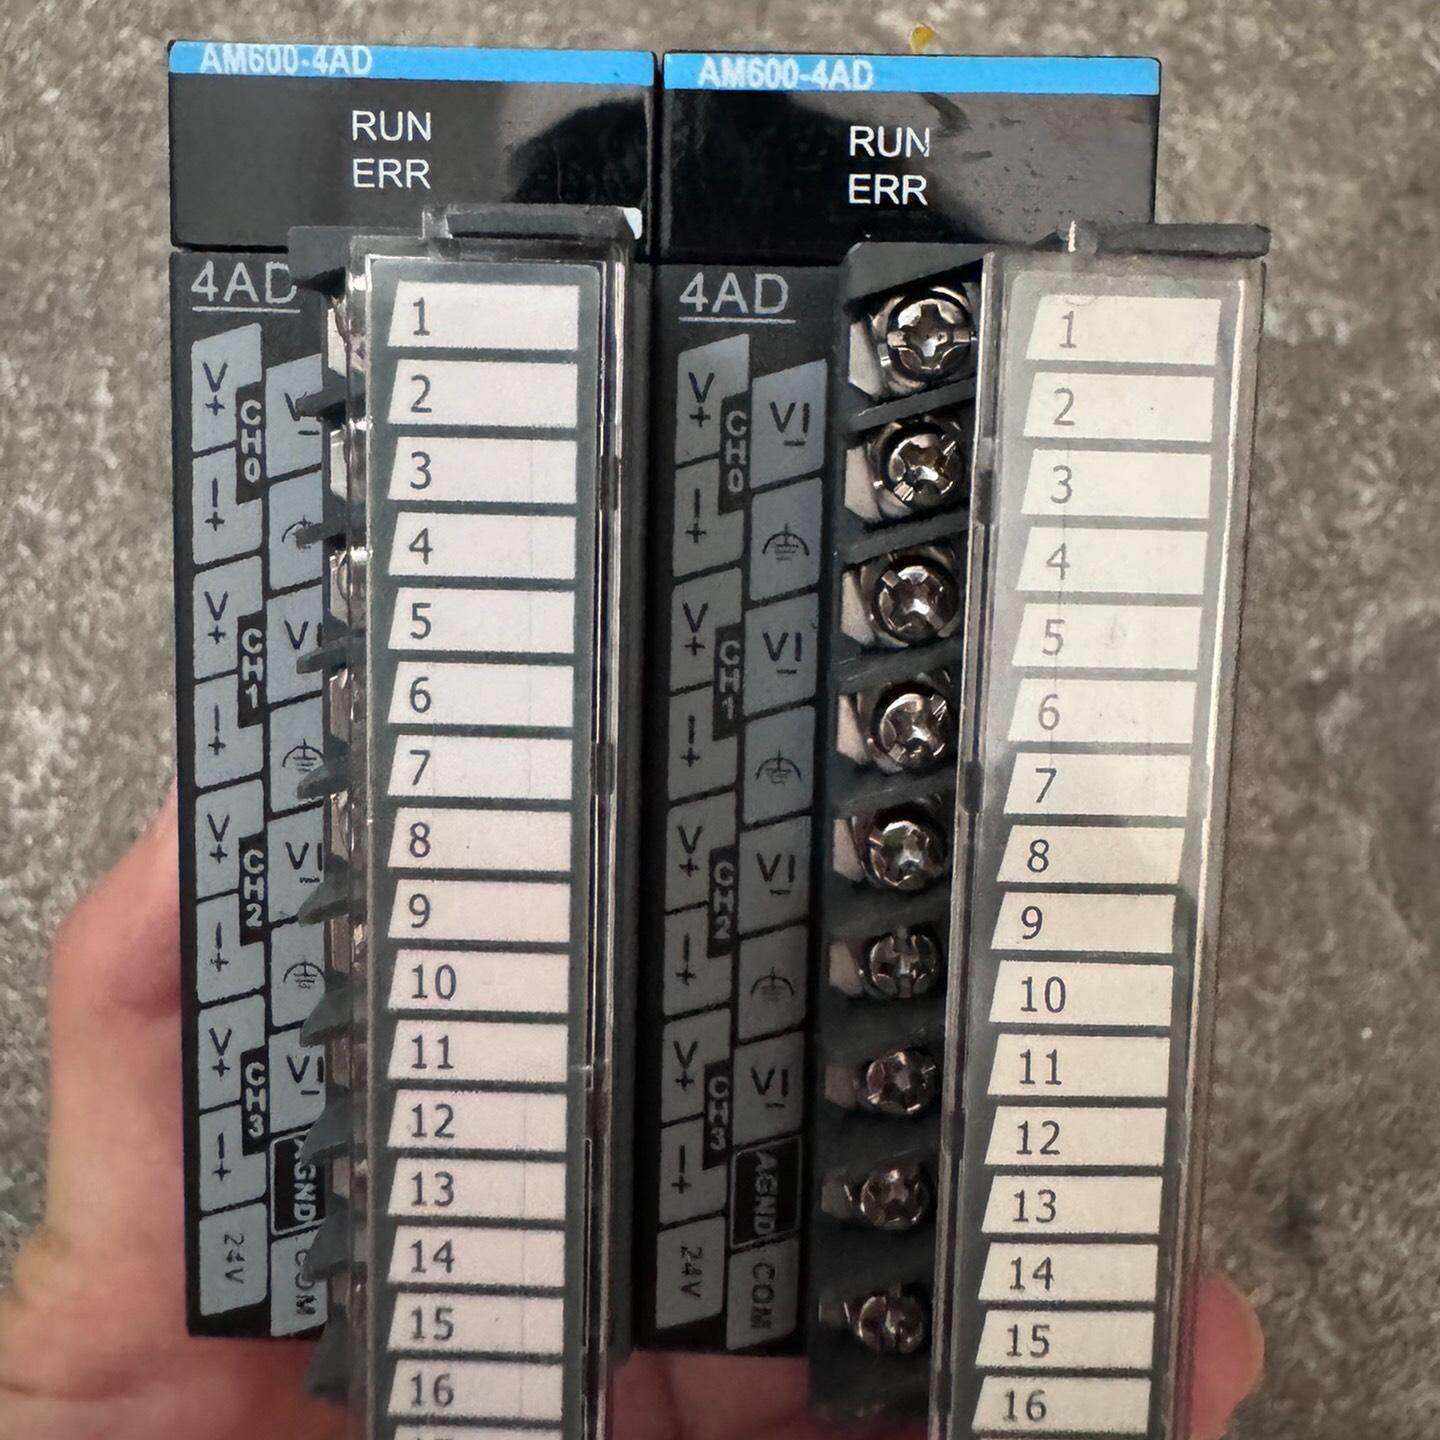 AM600-4AD
RUN
ERR
4AD
V+
CH0
I+
VI-
V+
CH1
I+
VI-
V+
CH2
I+
VI-
V+
CH3
I+
VI-
AGND
24V
COM
1
2
3
4
5
6
7
8
9
10
11
12
13
14
15
16
AM600-4AD
RUN
ERR
4AD
V+
CH0
I+
VI-
V+
CH1
I+
VI-
V+
CH2
I+
VI-
V+
CH3
I+
VI-
AGND
24V
COM
1
2
3
4
5
6
7
8
9
10
11
12
13
14
15
16